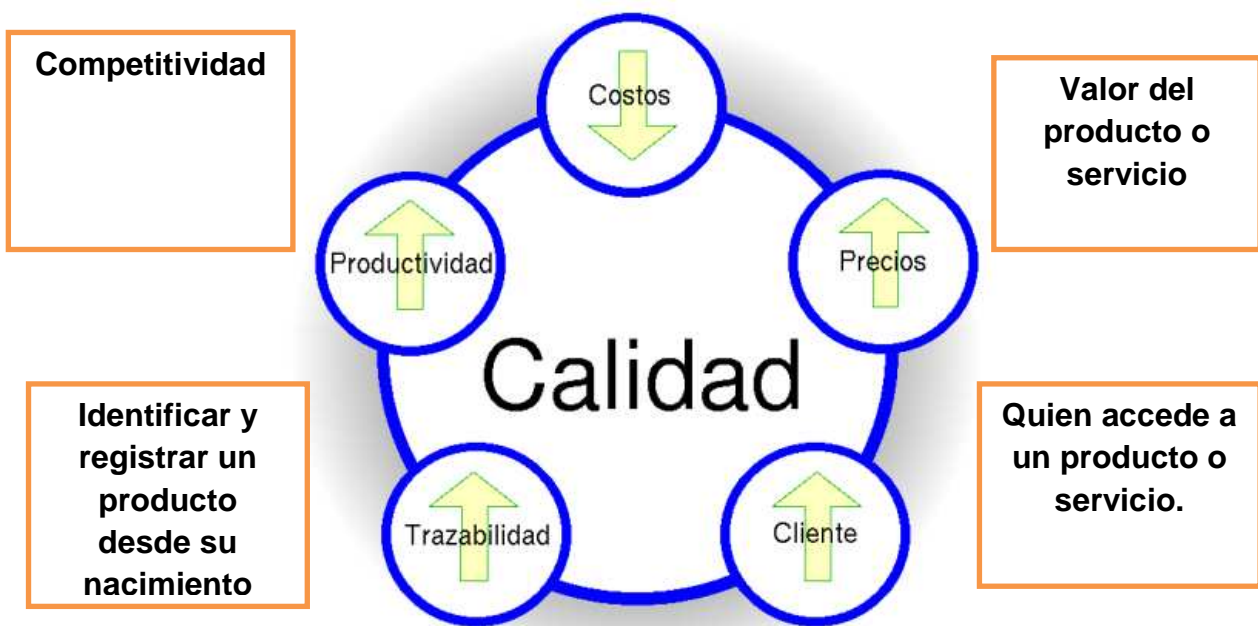 Competitividad
Costos
Valor del
producto o
servicio
Productividad
Precios
Calidad
Identificar y
registrar un
producto
desde su
nacimiento
Trazabilidad
Cliente
Quien accede a
un producto o
servicio.